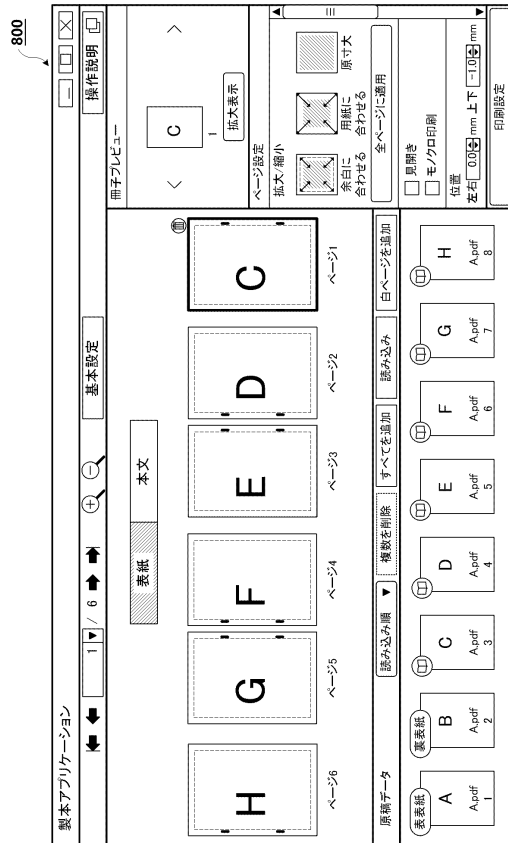 800
製本アプリケーション
1 / 6
基本設定
操作説明
表紙 本文
H G F E D C
ページ6 ページ5 ページ4 ページ3 ページ2 ページ1
冊子プレビュー
C
1
拡大表示
ページ設定
拡大/縮小
余白に合わせる
用紙に合わせる
原寸大
全ページに適用
見開き
モノクロ印刷
位置
左右 0.0 mm 上下 -1.0 mm
印刷設定
原稿データ
読み込み順
複数を削除
すべてを追加
読み込み
白ページを追加
表表紙
A
A.pdf
1
裏表紙
B
A.pdf
2
C
A.pdf
3
D
A.pdf
4
E
A.pdf
5
F
A.pdf
6
G
A.pdf
7
H
A.pdf
8